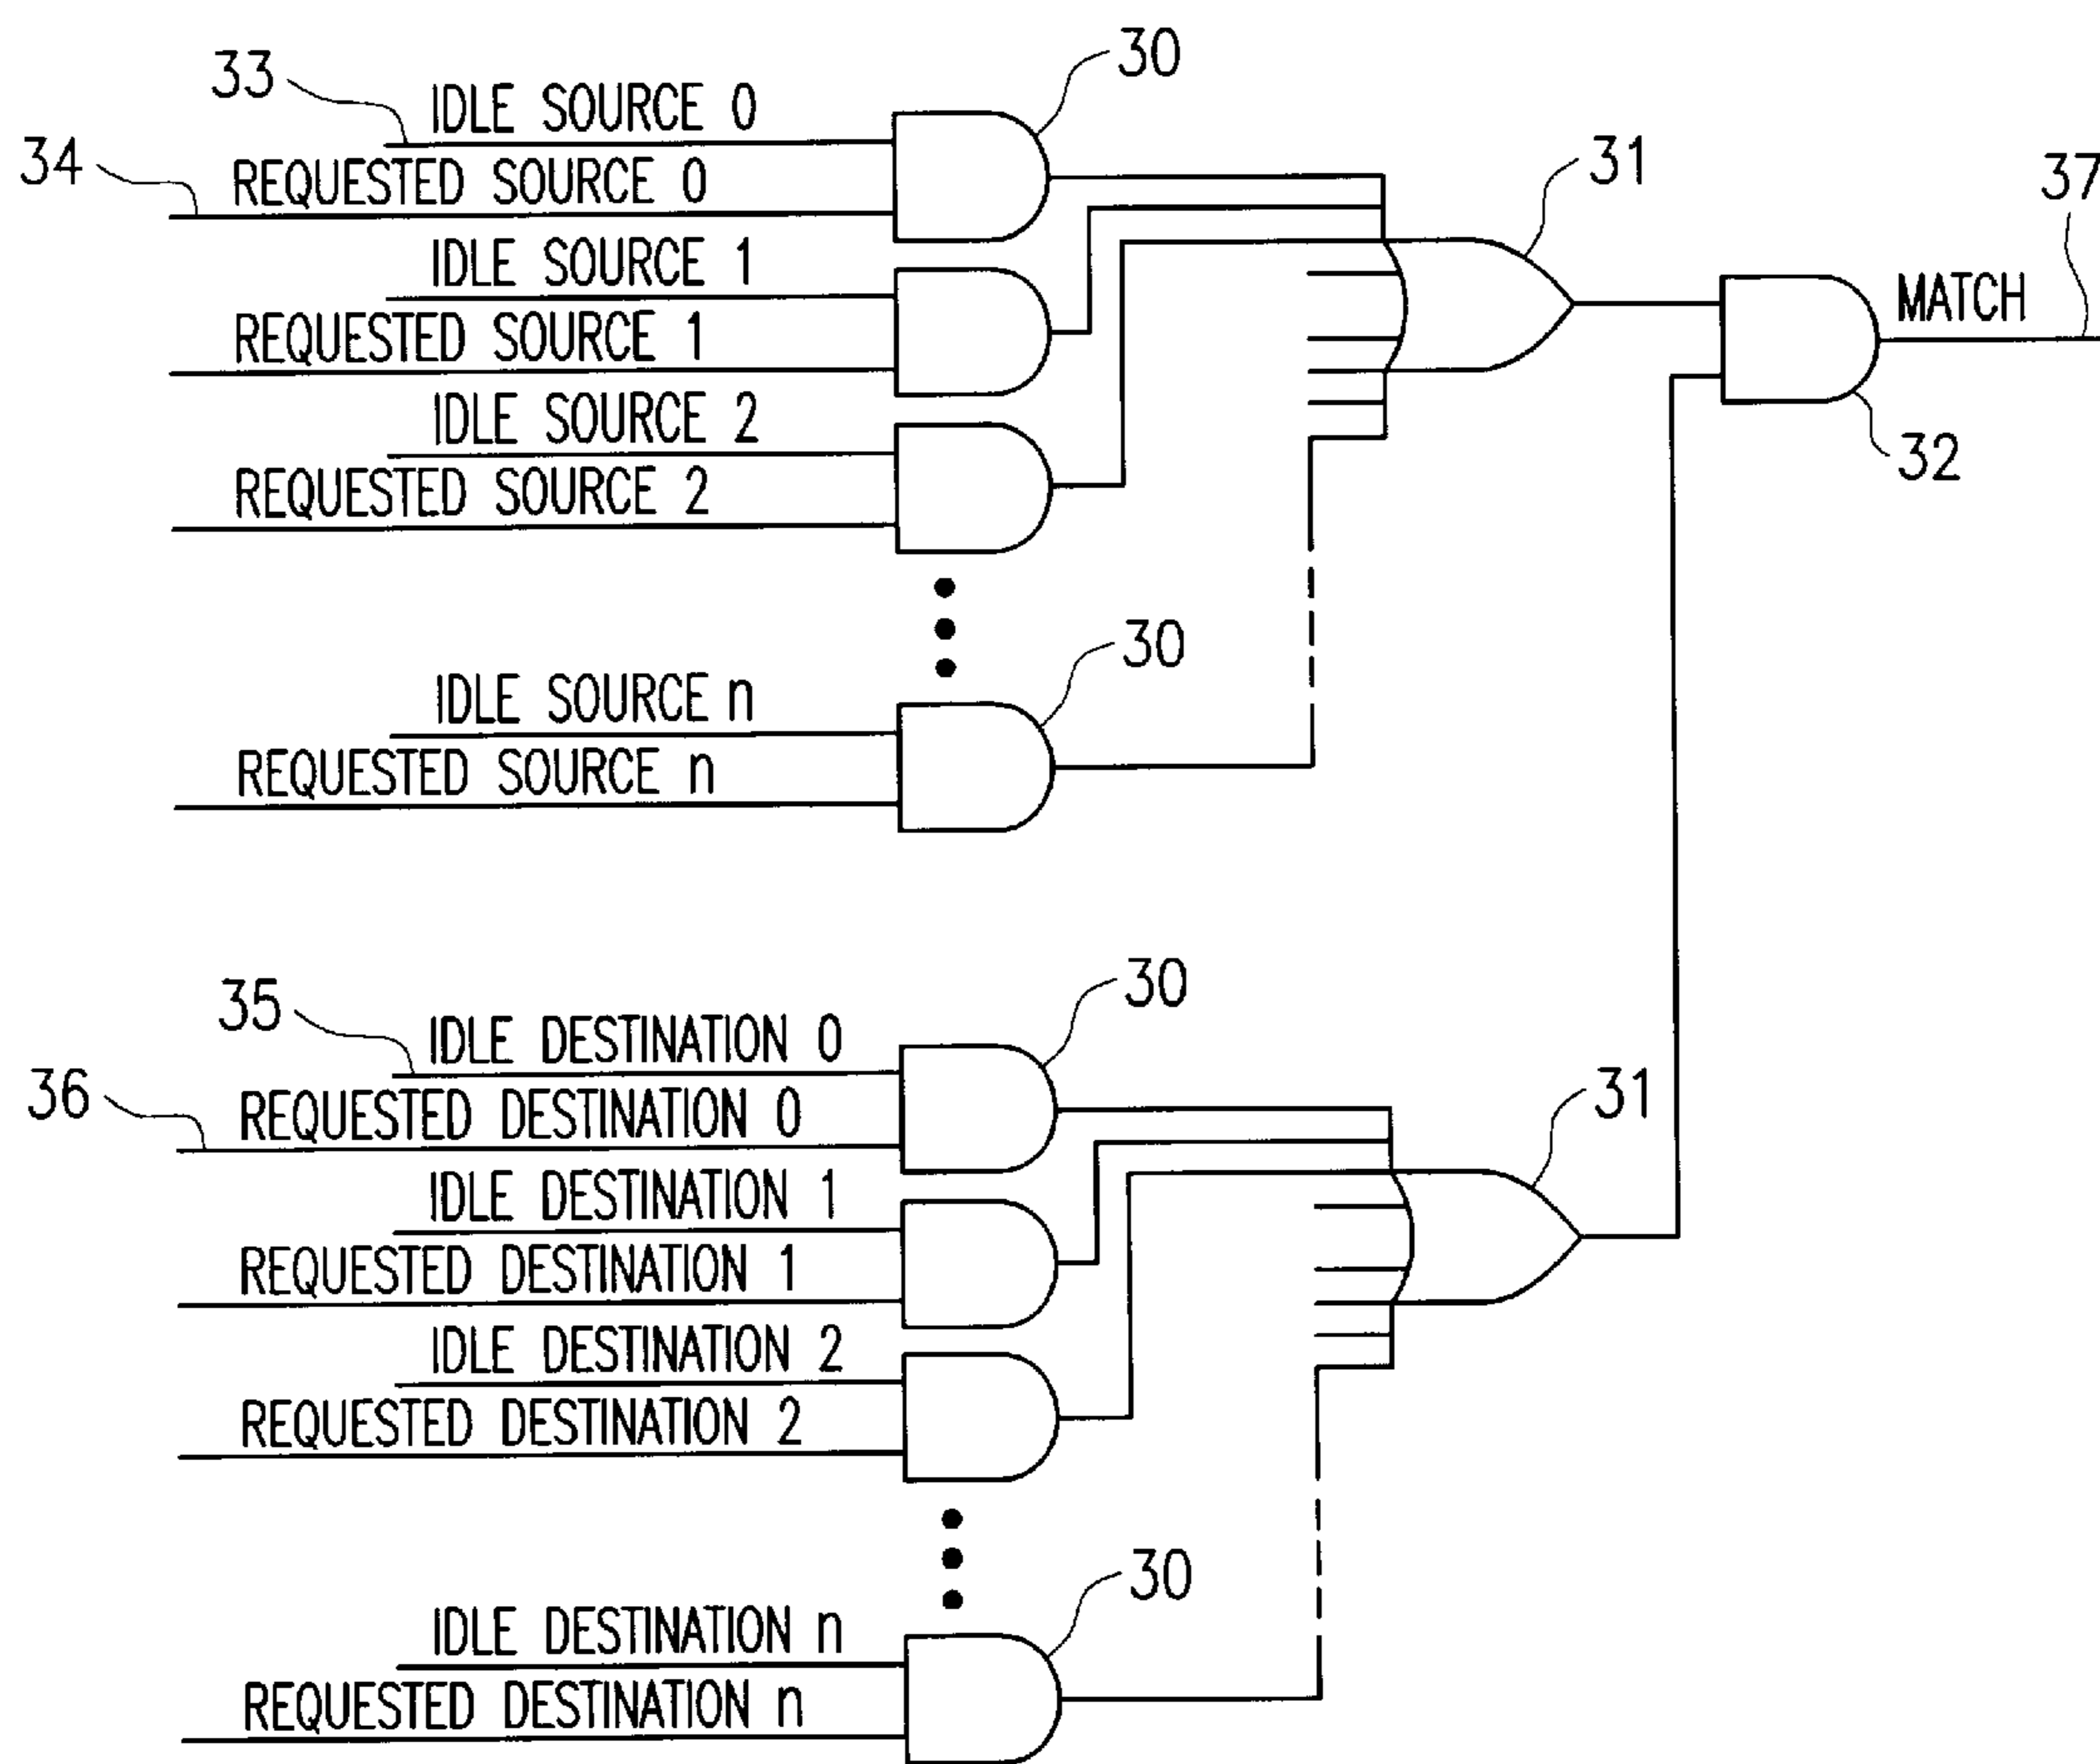 30
33
IDLE SOURCE 0
31
34
REQUESTED SOURCE 0
37
IDLE SOURCE 1
MATCH
REQUESTED SOURCE 1
IDLE SOURCE 2
32
REQUESTED SOURCE 2
30
IDLE SOURCE n
REQUESTED SOURCE n
30
35
IDLE DESTINATION 0
31
36
REQUESTED DESTINATION 0
IDLE DESTINATION 1
REQUESTED DESTINATION 1
IDLE DESTINATION 2
REQUESTED DESTINATION 2
30
IDLE DESTINATION n
REQUESTED DESTINATION n